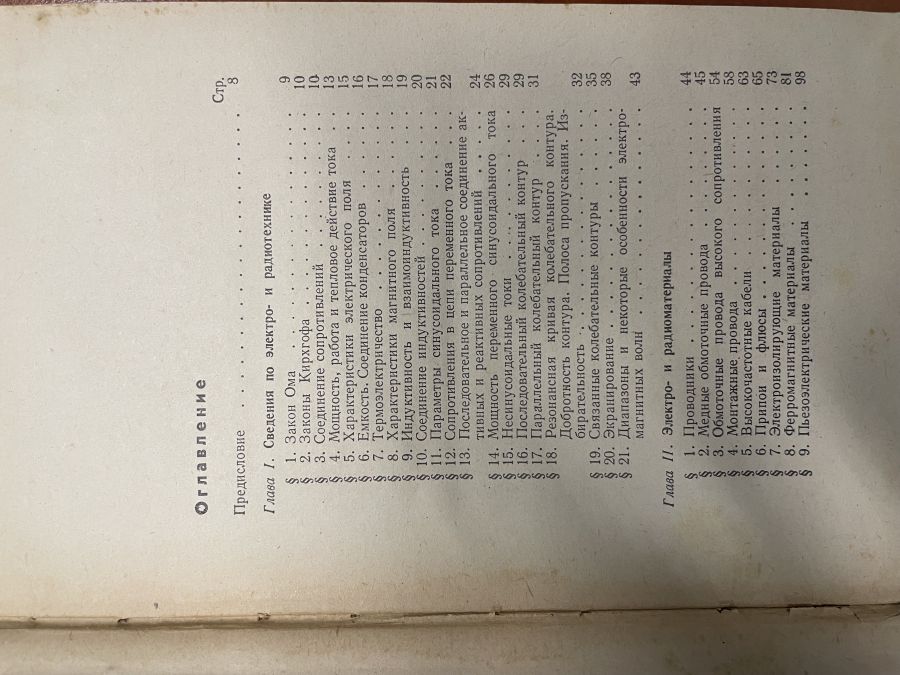 Оглавление
Стр.
Предисловие . . . . . . . . . . . . . . . . . . . . 8
Глава I. Сведения по электро- и радиотехнике
§ 1. Закон Ома . . . . . . . . . . . . . . . . . 9
§ 2. Законы Кирхгофа . . . . . . . . . . . . . . 10
§ 3. Соединение сопротивлений . . . . . . . . . . 10
§ 4. Мощность, работа и тепловое действие тока . . 13
§ 5. Характеристики электрического поля . . . . . 15
§ 6. Емкость. Соединение конденсаторов . . . . . . 16
§ 7. Термоэлектричество . . . . . . . . . . . . . 17
§ 8. Характеристики магнитного поля . . . . . . . 18
§ 9. Индуктивность и взаимоиндуктивность . . . . 19
§ 10. Соединение индуктивностей . . . . . . . . . 20
§ 11. Параметры синусоидального тока . . . . . . 21
§ 12. Сопротивления в цепи переменного тока . . . 22
§ 13. Последовательное и параллельное соединение ак-
тивных и реактивных сопротивлений . . . . . 24
§ 14. Мощность переменного синусоидального тока 26
§ 15. Несинусоидальные токи . . . . . . . . . . . 29
§ 16. Последовательный колебательный контур . . . 29
§ 17. Параллельный колебательный контур . . . . . 31
§ 18. Резонансная кривая колебательного контура.
Добротность контура. Полоса пропускания. Из-
бирательность . . . . . . . . . . . . . . . 32
§ 19. Связанные колебательные контуры . . . . . . 35
§ 20. Экранирование . . . . . . . . . . . . . . . 38
§ 21. Диапазоны и некоторые особенности электро-
магнитных волн . . . . . . . . . . . . . . 43
Глава II. Электро- и радиоматериалы
§ 1. Проводники . . . . . . . . . . . . . . . . . 44
§ 2. Медные обмоточные провода . . . . . . . . . 45
§ 3. Обмоточные провода высокого сопротивления 54
§ 4. Монтажные провода . . . . . . . . . . . . . 58
§ 5. Высокочастотные кабели . . . . . . . . . . . 63
§ 6. Припои и флюсы . . . . . . . . . . . . . . . 65
§ 7. Электроизолирующие материалы . . . . . . . . 73
§ 8. Ферромагнитные материалы . . . . . . . . . . 81
§ 9. Пьезоэлектрические материалы . . . . . . . . 98